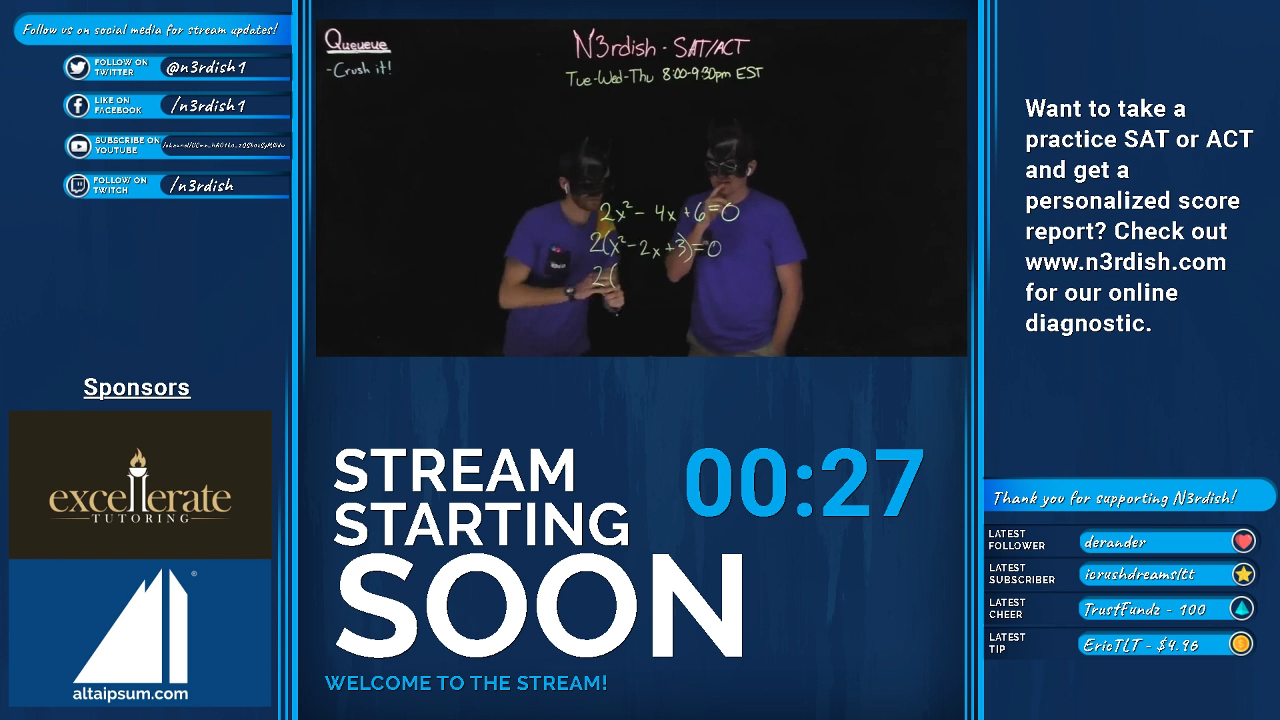 Follow us on social media for stream updates!
FOLLOW ON
TWITTER
@n3rdish1
LIKE ON
FACEBOOK
/n3rdish1
SUBSCRIBE ON
YOUTUBE
FOLLOW ON
TWITCH
/n3rdish
Sponsors
excellerate
TUTORING
®
altaipsum.com
Queueue
-Crush it!
N3rdish - SAT/ACT
Tue-Wed-Thu 8:00-9:30pm EST
2x²- 4x +6=0
2(x²-2x+3)=0
2(
STREAM
STARTING
SOON
00:27
WELCOME TO THE STREAM!
Want to take a
practice SAT or ACT
and get a
personalized score
report? Check out
www.n3rdish.com
for our online
diagnostic.
Thank you for supporting N3rdish!
LATEST
FOLLOWER
derander
LATEST
SUBSCRIBER
icrushdreamsltt
LATEST
CHEER
TrustFundz - 100
LATEST
TIP
EricTLT - $4.96